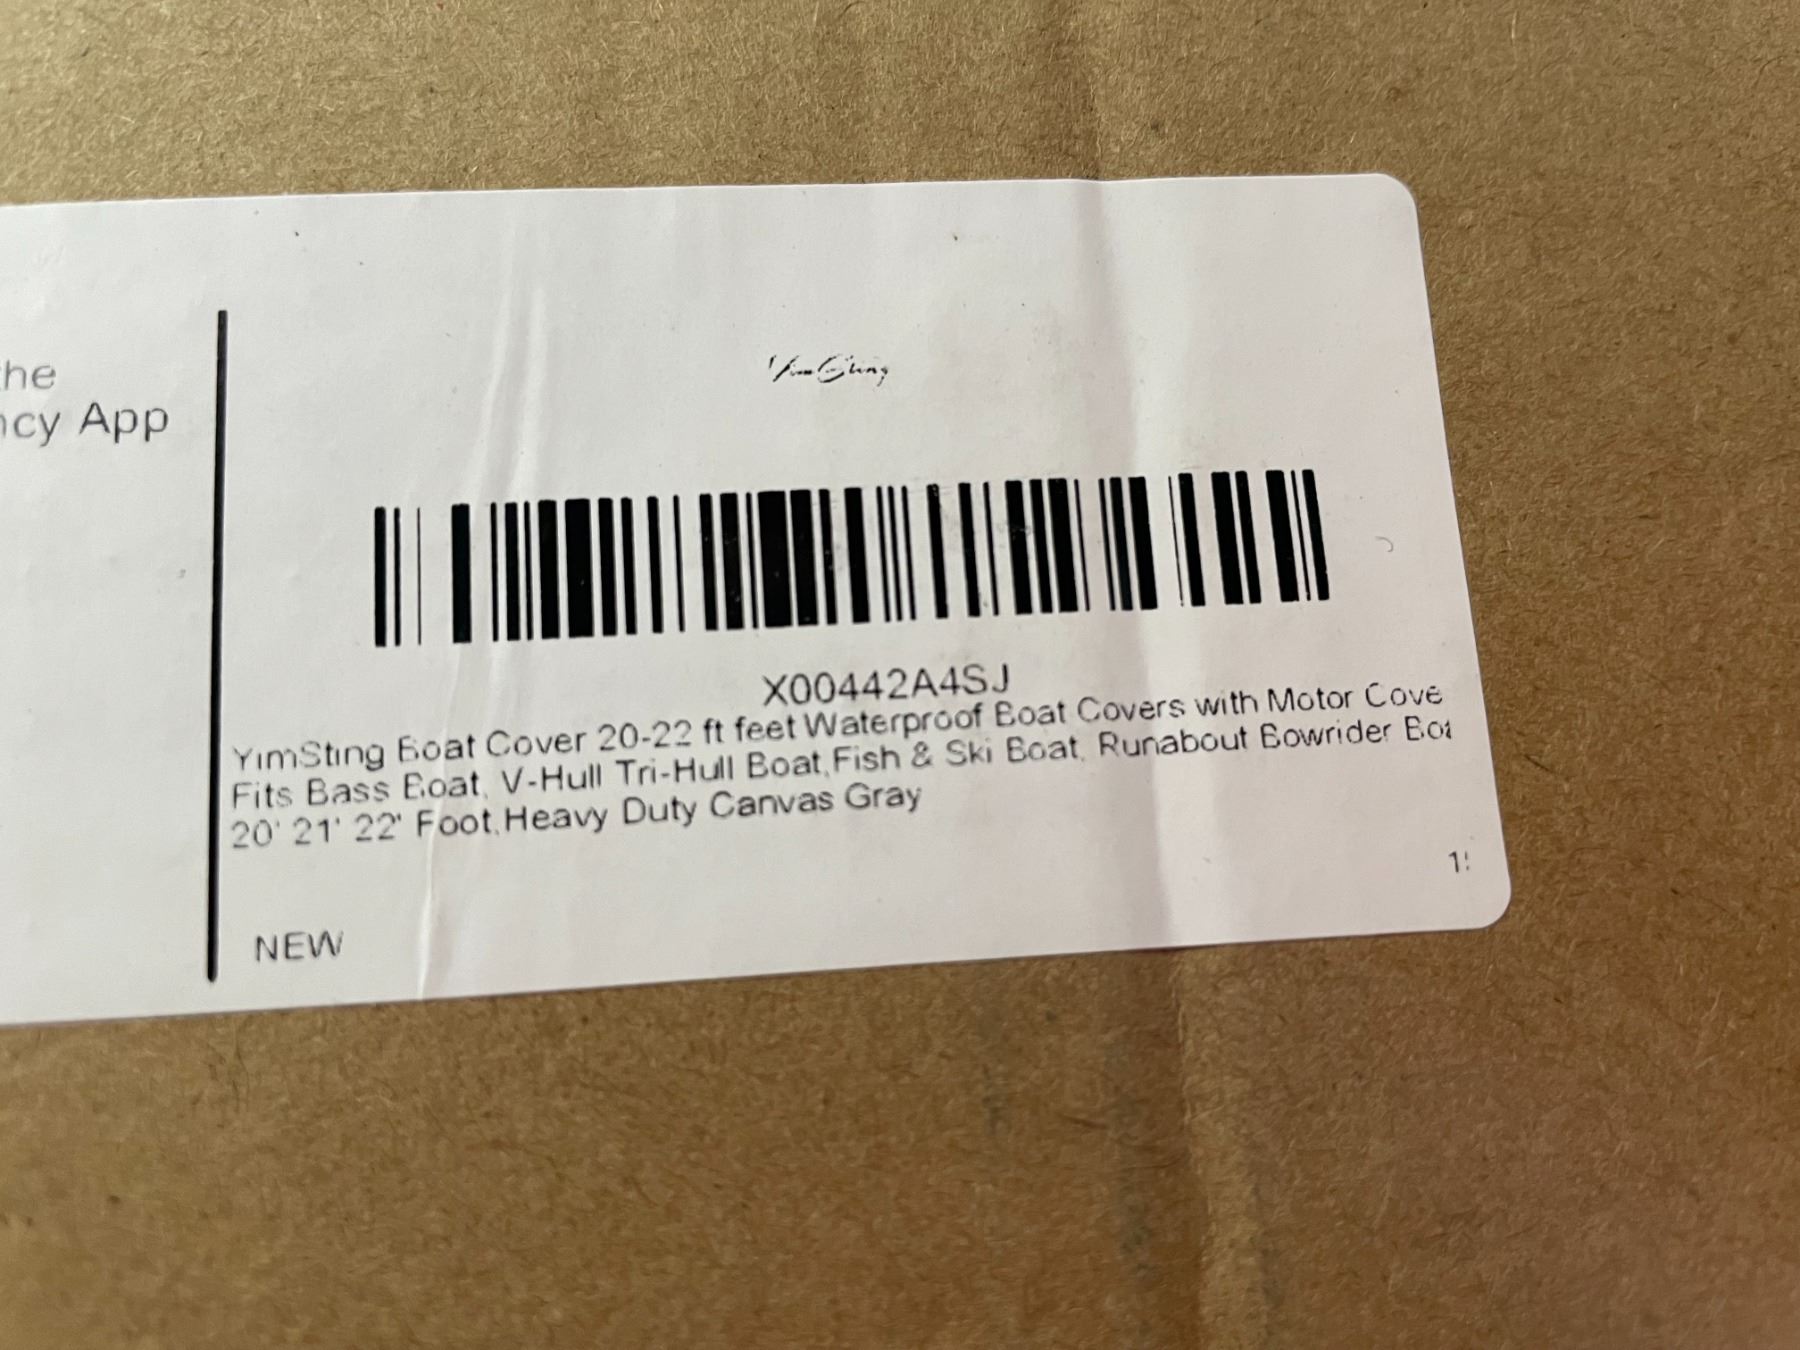 he
cy App
YimSting
X00442A4SJ
YimSting Boat Cover 20-22 ft feet Waterproof Boat Covers with Motor Cove
Fits Bass Boat, V-Hull Tri-Hull Boat,Fish & Ski Boat, Runabout Bowrider Boa
20' 21' 22' Foot,Heavy Duty Canvas Gray
NEW